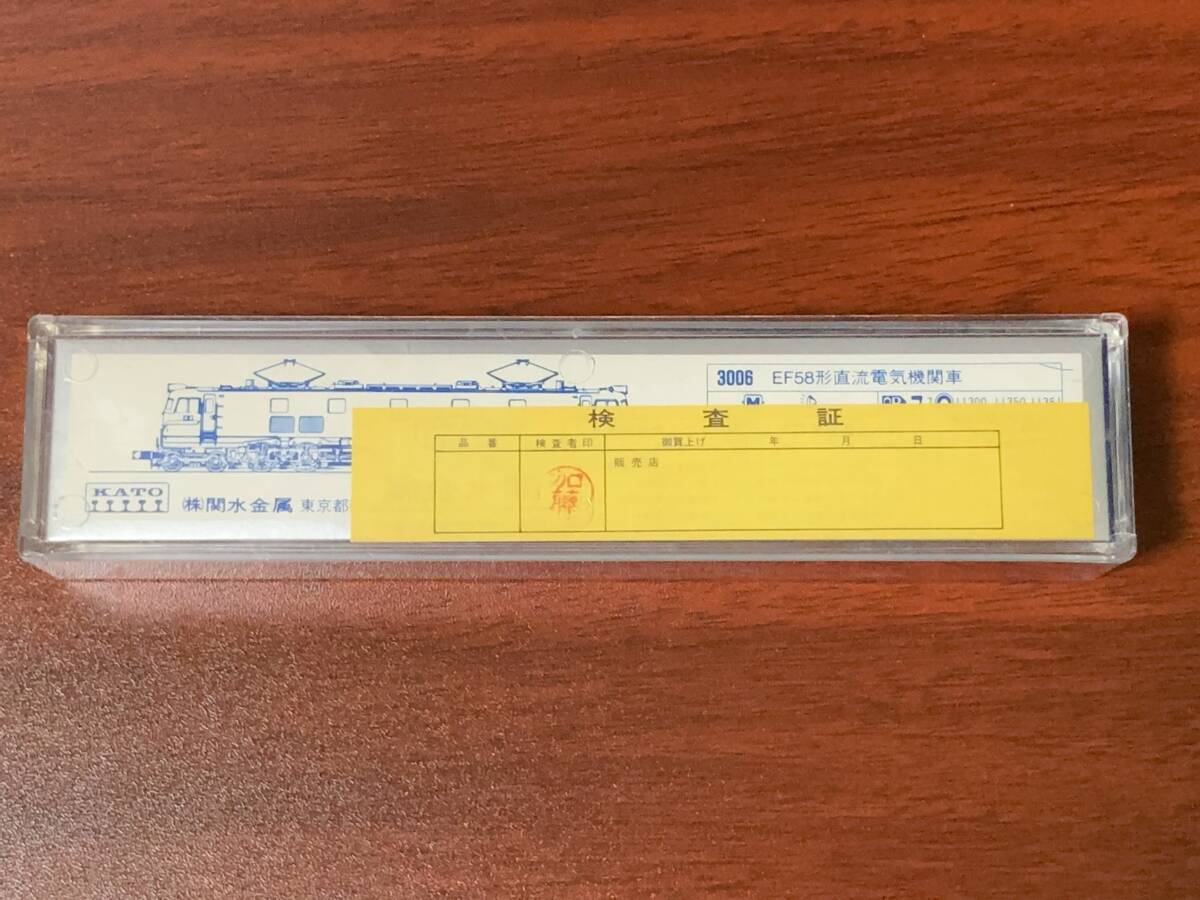 3006 EF58形直流電気機関車
M
検査証
品番 検査者印 御買上げ 年 月 日
加藤
販売店
KATO
(株)関水金属 東京都